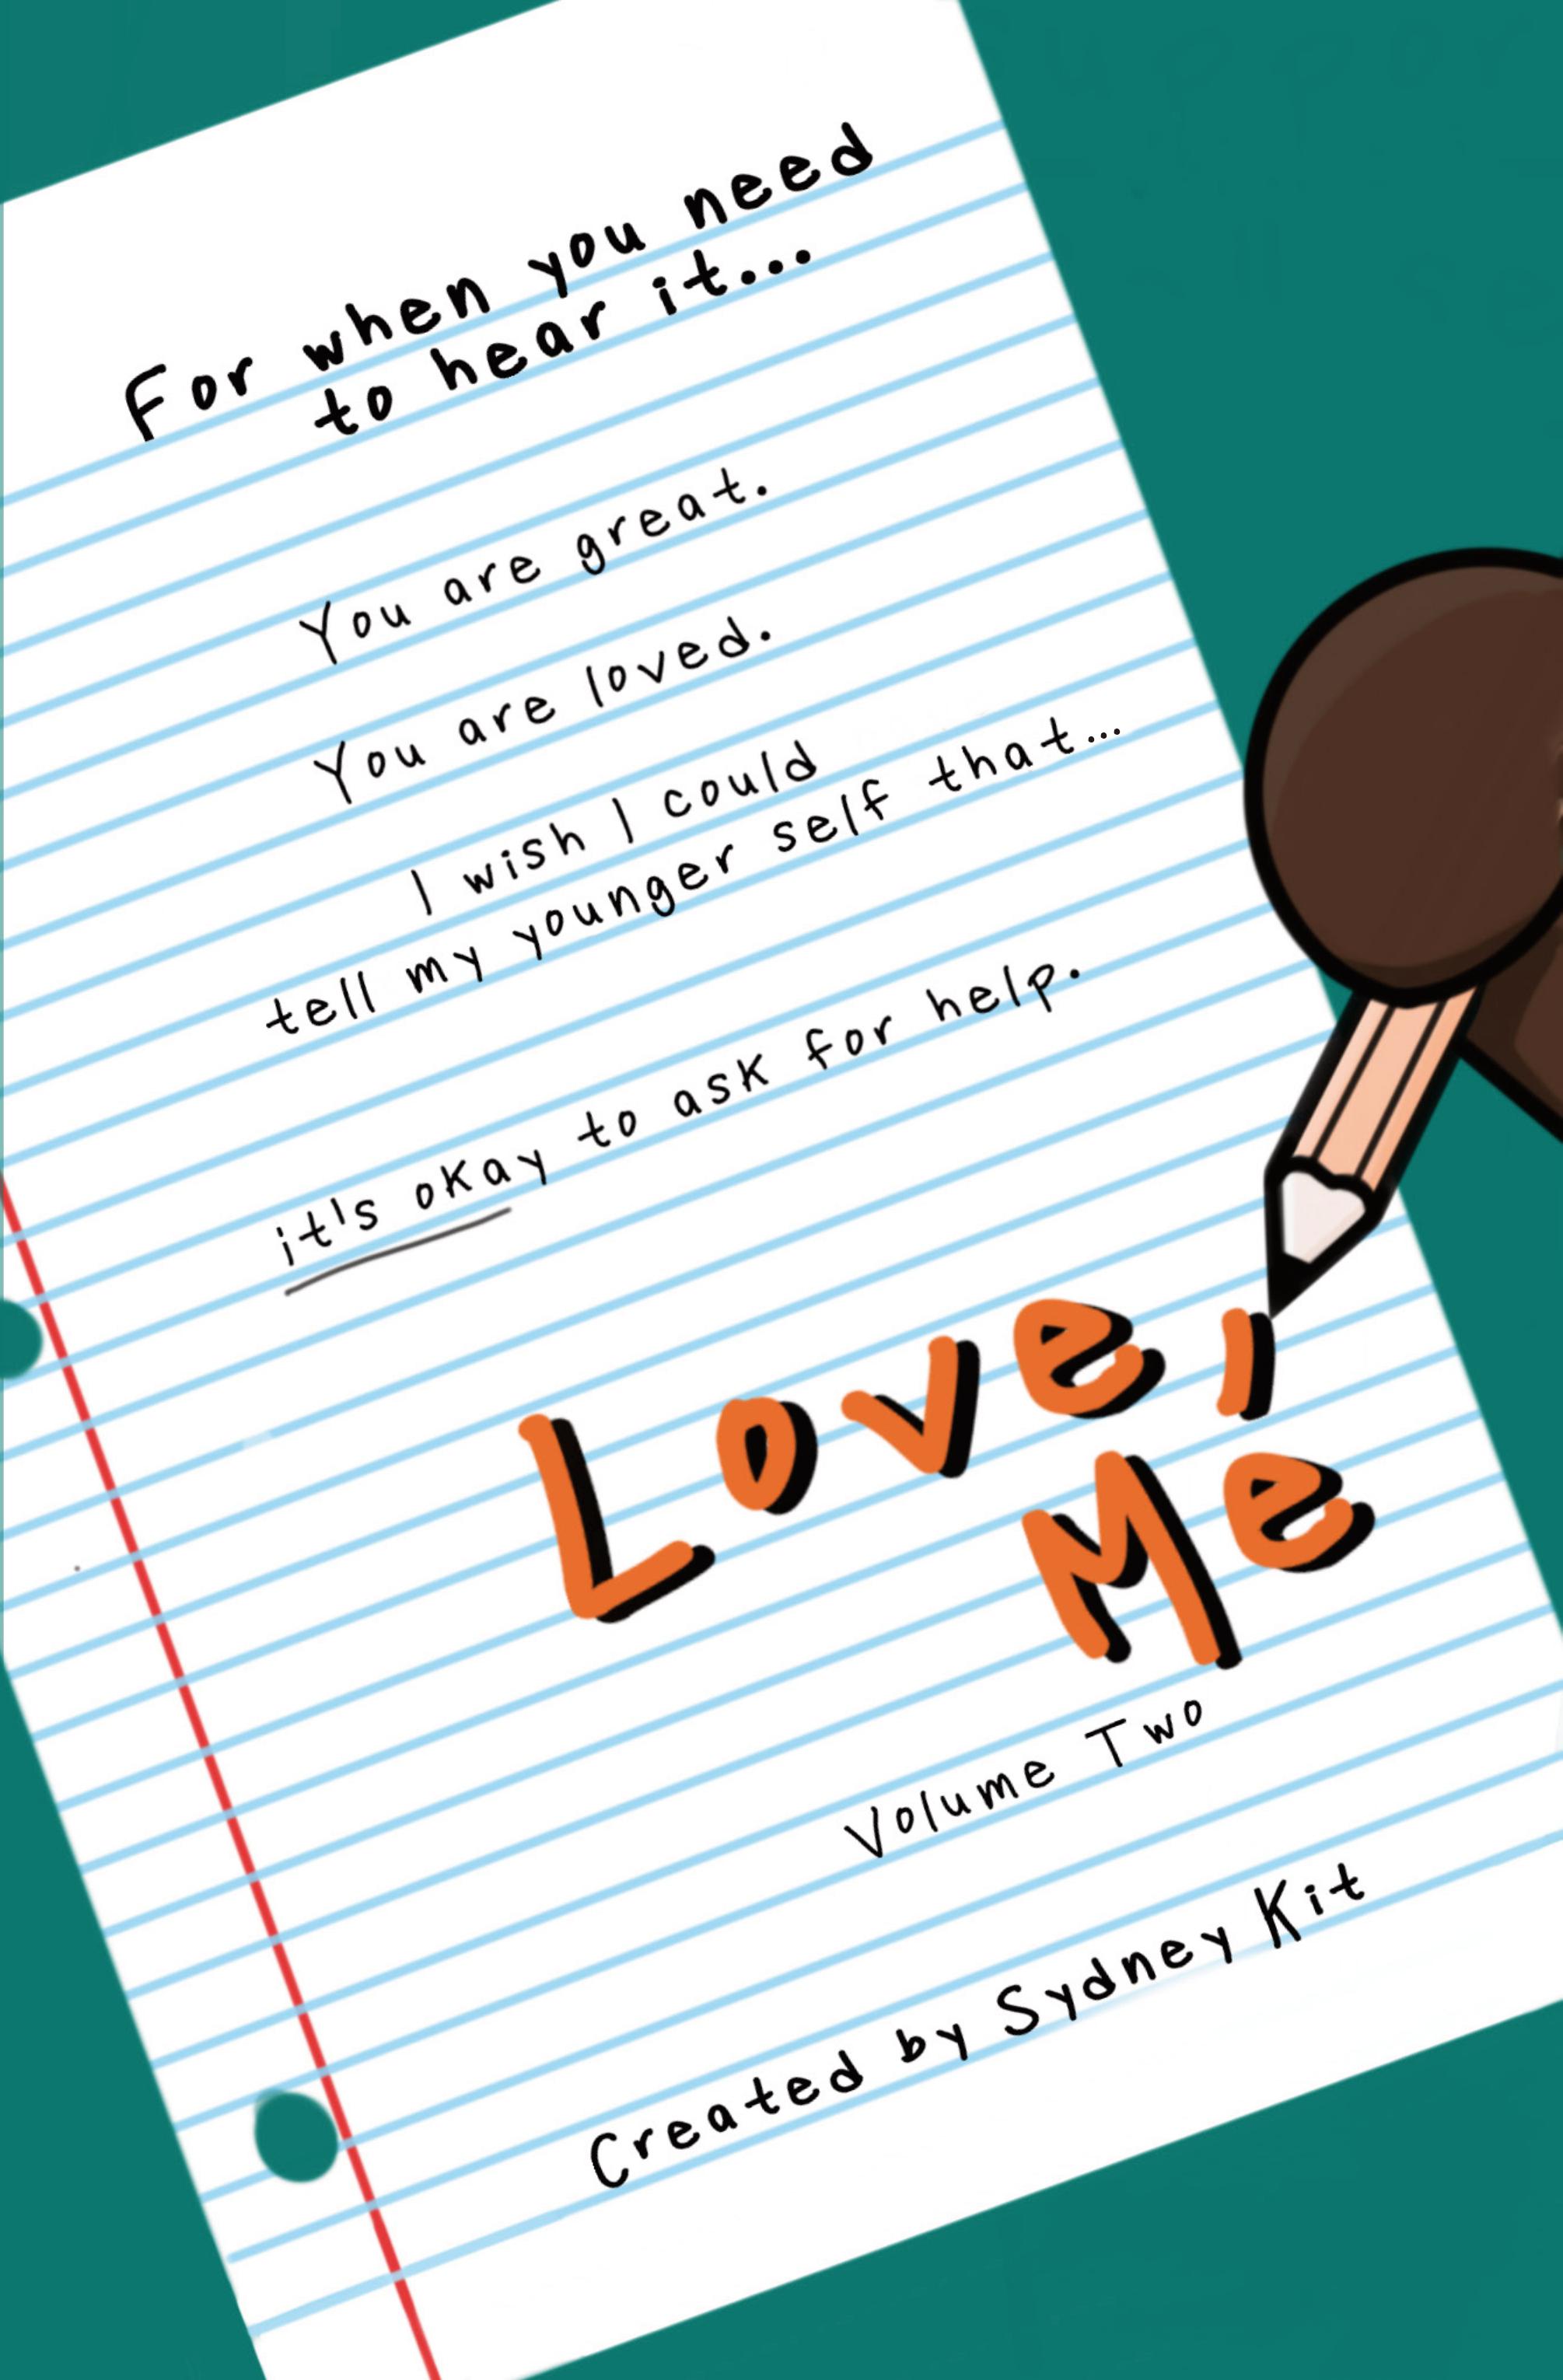 For when you need
to hear it...
You are great.
You are loved.
I wish I could
tell my younger self that...
it's okay to ask for help.
Love,
Me
Volume Two
Created by Sydney Kit